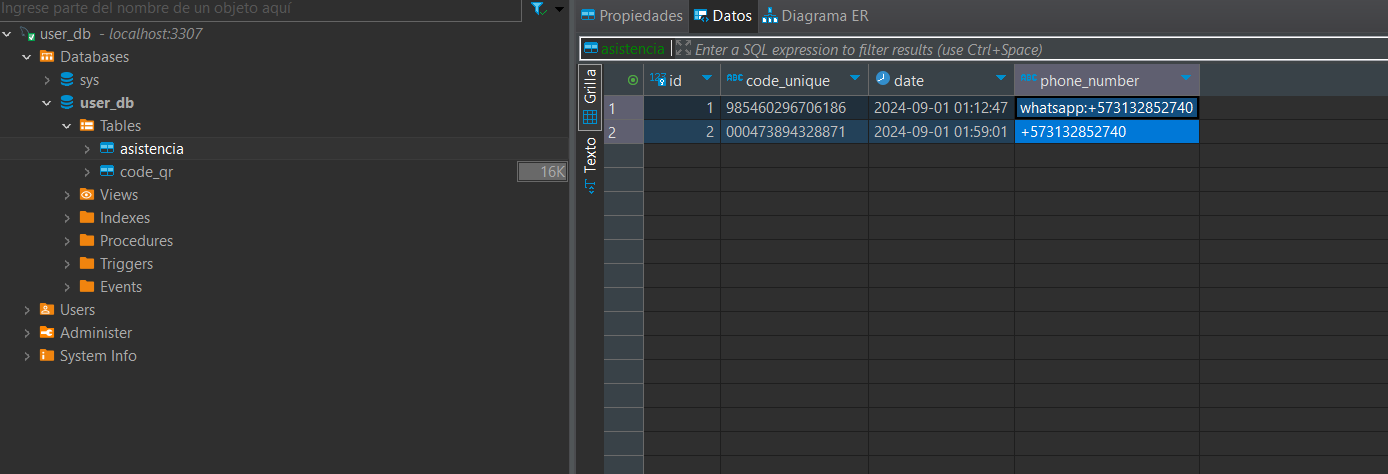 Ingrese parte del nombre de un objeto aquí
user_db - localhost:3307
Databases
sys
user_db
Tables
asistencia
code_qr 16K
Views
Indexes
Procedures
Triggers
Events
Users
Administer
System Info
Propiedades Datos Diagrama ER
asistencia Enter a SQL expression to filter results (use Ctrl+Space)
Grilla
Texto
123 id ABC code_unique date ABC phone_number
1 1 985460296706186 2024-09-01 01:12:47 whatsapp:+573132852740
2 2 000473894328871 2024-09-01 01:59:01 +573132852740